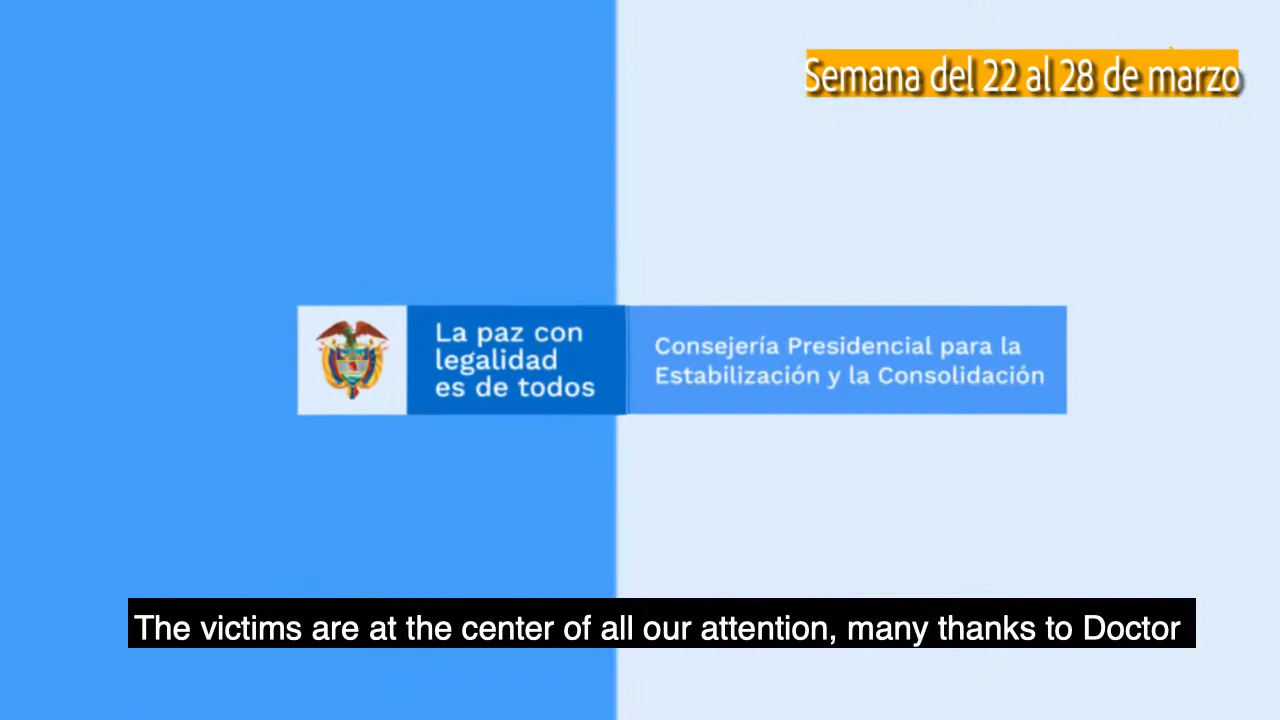 Semana del 22 al 28 de marzo
La paz con
legalidad
es de todos
Consejería Presidencial para la
Estabilización y la Consolidación
The victims are at the center of all our attention, many thanks to Doctor